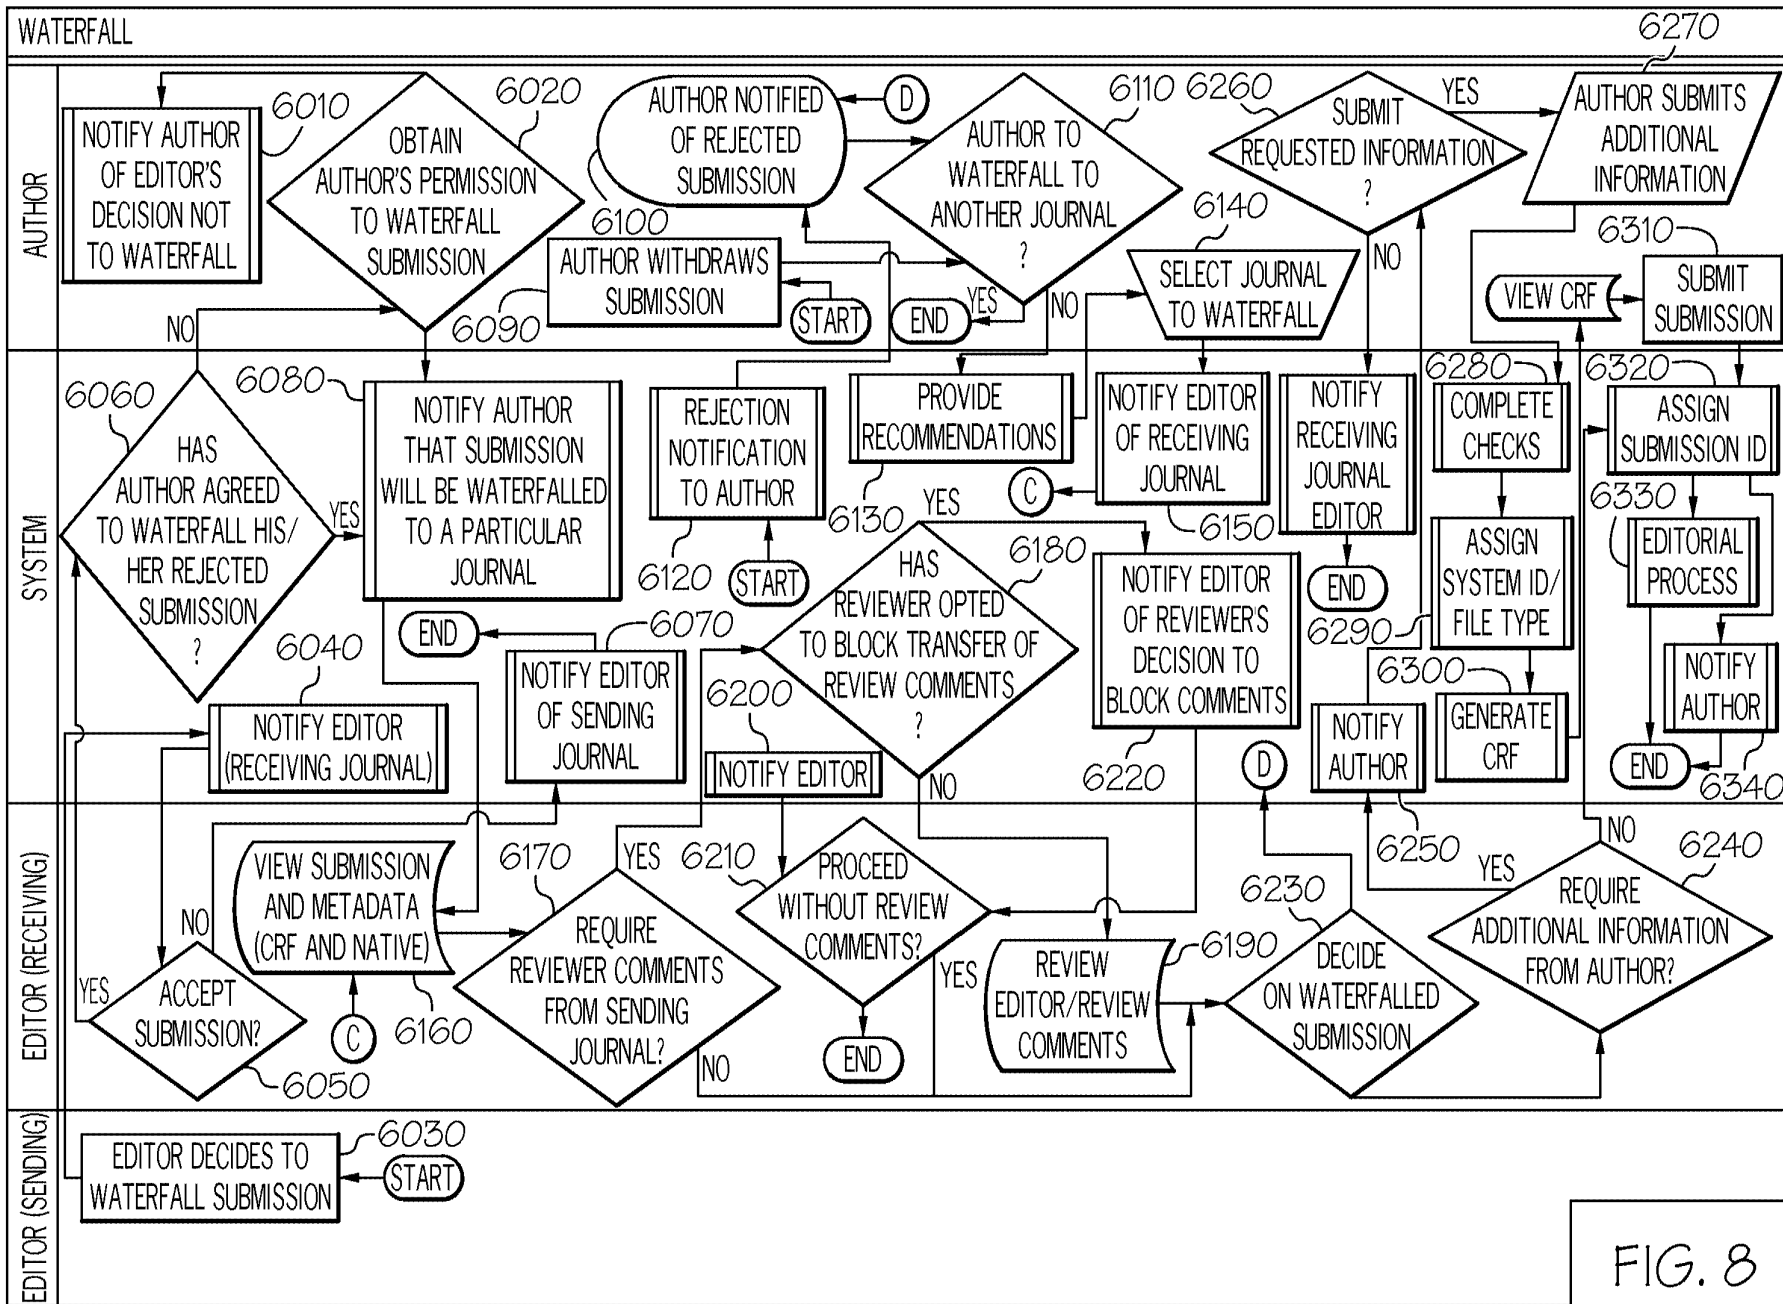 WATERFALL
6270
AUTHOR
NOTIFY AUTHOR
OF EDITOR'S
DECISION NOT
TO WATERFALL
6010
6020
OBTAIN
AUTHOR'S PERMISSION
TO WATERFALL
SUBMISSION
AUTHOR NOTIFIED
OF REJECTED
SUBMISSION
6100
D
6110
AUTHOR TO
WATERFALL TO
ANOTHER JOURNAL
?
YES
NO
6260
SUBMIT
REQUESTED INFORMATION
?
YES
NO
AUTHOR SUBMITS
ADDITIONAL
INFORMATION
AUTHOR WITHDRAWS
SUBMISSION
6090
START
END
6140
SELECT JOURNAL
TO WATERFALL
6310
VIEW CRF
SUBMIT
SUBMISSION
NO
SYSTEM
6060
HAS
AUTHOR AGREED
TO WATERFALL HIS/
HER REJECTED
SUBMISSION
?
YES
6080
NOTIFY AUTHOR
THAT SUBMISSION
WILL BE WATERFALLED
TO A PARTICULAR
JOURNAL
REJECTION
NOTIFICATION
TO AUTHOR
6120
START
PROVIDE
RECOMMENDATIONS
6130
NOTIFY EDITOR
OF RECEIVING
JOURNAL
C
6150
NOTIFY
RECEIVING
JOURNAL
EDITOR
END
6280
COMPLETE
CHECKS
ASSIGN
SYSTEM ID/
FILE TYPE
6290
6300
GENERATE
CRF
6320
ASSIGN
SUBMISSION ID
6330
EDITORIAL
PROCESS
NOTIFY
AUTHOR
END
6340
END
6070
NOTIFY EDITOR
OF SENDING
JOURNAL
6040
NOTIFY EDITOR
(RECEIVING JOURNAL)
YES
6180
HAS
REVIEWER OPTED
TO BLOCK TRANSFER OF
REVIEW COMMENTS
?
NO
NOTIFY EDITOR
OF REVIEWER'S
DECISION TO
BLOCK COMMENTS
6220
6200
NOTIFY EDITOR
D
NOTIFY
AUTHOR
6250
EDITOR (RECEIVING)
YES
NO
ACCEPT
SUBMISSION?
6050
VIEW SUBMISSION
AND METADATA
(CRF AND NATIVE)
C
6160
6170
YES
REQUIRE
REVIEWER COMMENTS
FROM SENDING
JOURNAL?
NO
6210
PROCEED
WITHOUT REVIEW
COMMENTS?
YES
END
6190
REVIEW
EDITOR/REVIEW
COMMENTS
6230
DECIDE
ON WATERFALLED
SUBMISSION
YES
NO
6240
REQUIRE
ADDITIONAL INFORMATION
FROM AUTHOR?
EDITOR (SENDING)
EDITOR DECIDES TO
WATERFALL SUBMISSION
6030
START
FIG. 8